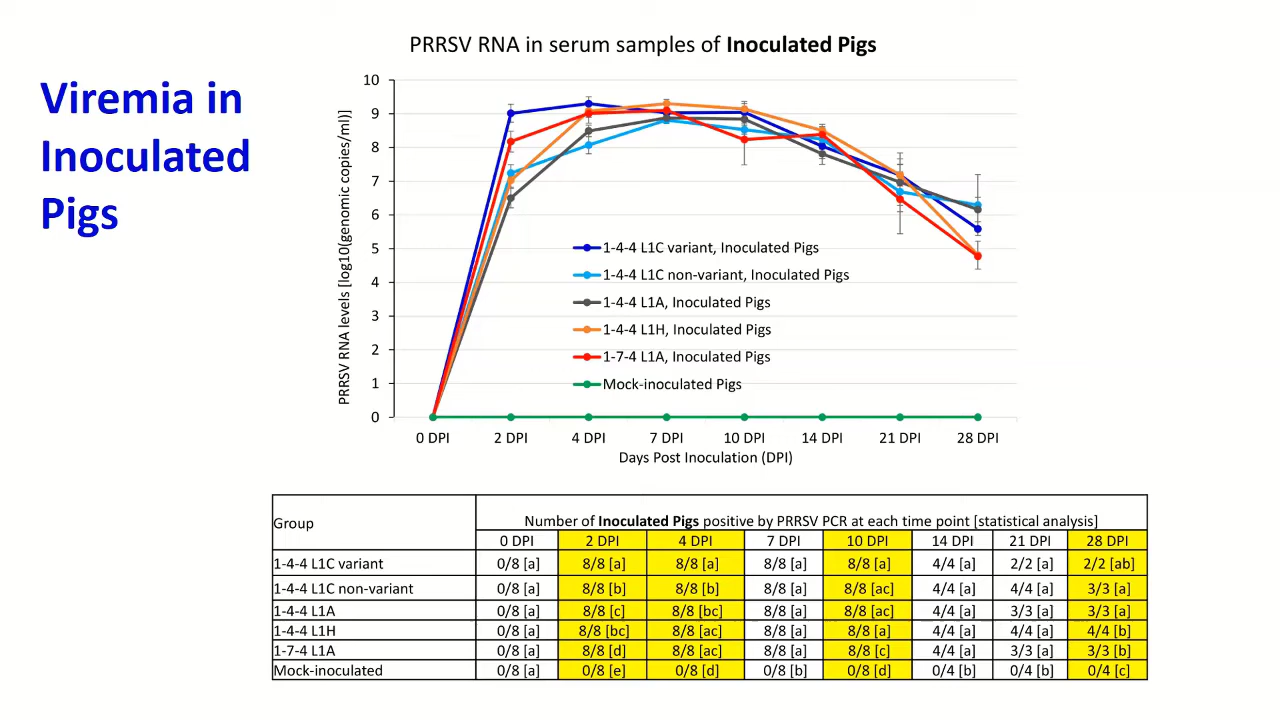 PRRSV RNA in serum samples of Inoculated Pigs
Viremia in
Inoculated
Pigs
PRRSV RNA levels [log10(genomic copies/ml)]
10
9
8
7
6
5
4
3
2
1
0
1-4-4 L1C variant, Inoculated Pigs
1-4-4 L1C non-variant, Inoculated Pigs
1-4-4 L1A, Inoculated Pigs
1-4-4 L1H, Inoculated Pigs
1-7-4 L1A, Inoculated Pigs
Mock-inoculated Pigs
0 DPI 2 DPI 4 DPI 7 DPI 10 DPI 14 DPI 21 DPI 28 DPI
Days Post Inoculation (DPI)
Group Number of Inoculated Pigs positive by PRRSV PCR at each time point [statistical analysis]
0 DPI 2 DPI 4 DPI 7 DPI 10 DPI 14 DPI 21 DPI 28 DPI
1-4-4 L1C variant 0/8 [a] 8/8 [a] 8/8 [a] 8/8 [a] 8/8 [a] 4/4 [a] 2/2 [a] 2/2 [ab]
1-4-4 L1C non-variant 0/8 [a] 8/8 [b] 8/8 [b] 8/8 [a] 8/8 [ac] 4/4 [a] 4/4 [a] 3/3 [a]
1-4-4 L1A 0/8 [a] 8/8 [c] 8/8 [bc] 8/8 [a] 8/8 [ac] 4/4 [a] 3/3 [a] 3/3 [a]
1-4-4 L1H 0/8 [a] 8/8 [bc] 8/8 [ac] 8/8 [a] 8/8 [a] 4/4 [a] 4/4 [a] 4/4 [b]
1-7-4 L1A 0/8 [a] 8/8 [d] 8/8 [ac] 8/8 [a] 8/8 [c] 4/4 [a] 3/3 [a] 3/3 [b]
Mock-inoculated 0/8 [a] 0/8 [e] 0/8 [d] 0/8 [b] 0/8 [d] 0/4 [b] 0/4 [b] 0/4 [c]